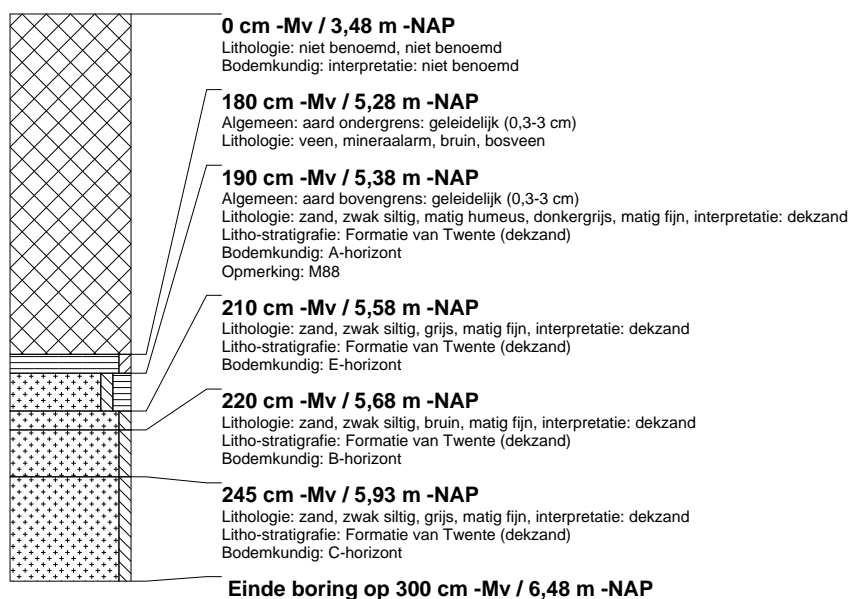 0 cm -Mv / 3,48 m -NAP
Lithologie: niet benoemd, niet benoemd
Bodemkundig: interpretatie: niet benoemd
180 cm -Mv / 5,28 m -NAP
Algemeen: aard ondergrens: geleidelijk (0,3-3 cm)
Lithologie: veen, mineraalarm, bruin, bosveen
190 cm -Mv / 5,38 m -NAP
Algemeen: aard bovengrens: geleidelijk (0,3-3 cm)
Lithologie: zand, zwak siltig, matig humeus, donkergrijs, matig fijn, interpretatie: dekzand
Litho-stratigrafie: Formatie van Twente (dekzand)
Bodemkundig: A-horizont
Opmerking: M88
210 cm -Mv / 5,58 m -NAP
Lithologie: zand, zwak siltig, grijs, matig fijn, interpretatie: dekzand
Litho-stratigrafie: Formatie van Twente (dekzand)
Bodemkundig: E-horizont
220 cm -Mv / 5,68 m -NAP
Lithologie: zand, zwak siltig, bruin, matig fijn, interpretatie: dekzand
Litho-stratigrafie: Formatie van Twente (dekzand)
Bodemkundig: B-horizont
245 cm -Mv / 5,93 m -NAP
Lithologie: zand, zwak siltig, grijs, matig fijn, interpretatie: dekzand
Litho-stratigrafie: Formatie van Twente (dekzand)
Bodemkundig: C-horizont
Einde boring op 300 cm -Mv / 6,48 m -NAP